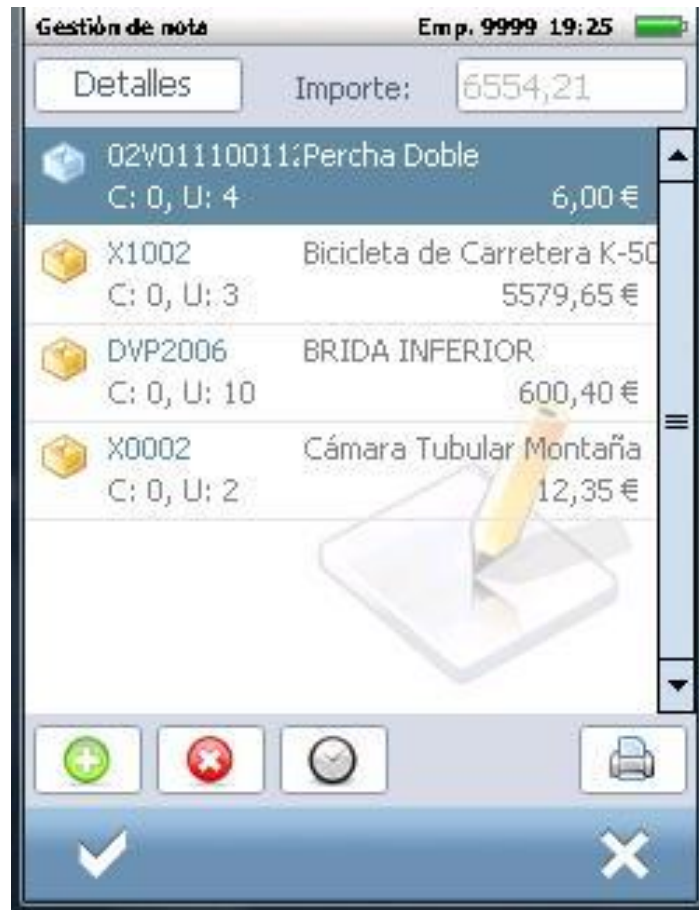 Gestión de nota Emp. 9999 19:25
Detalles Importe: 6554,21
02V011100112 Percha Doble
C: 0, U: 4 6,00 €
X1002 Bicicleta de Carretera K-50
C: 0, U: 3 5579,65 €
DVP2006 BRIDA INFERIOR
C: 0, U: 10 600,40 €
X0002 Cámara Tubular Montaña
C: 0, U: 2 12,35 €